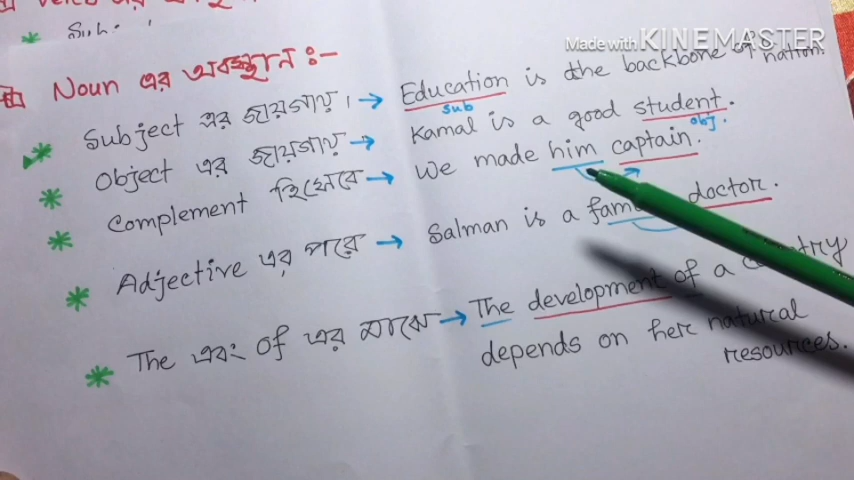 Made with KINEMASTER
Noun এর অবস্থান :-
Subject এর জায়গায়। → Education is the backbone of nation.
sub
Object এর জায়গায় → Kamal is a good student.
obj.
Complement হিসেবে → We made him captain.
Adjective এর পরে → Salman is a doctor.
The এবং of এর মাঝে → The development of a country
depends on here natural
resources.